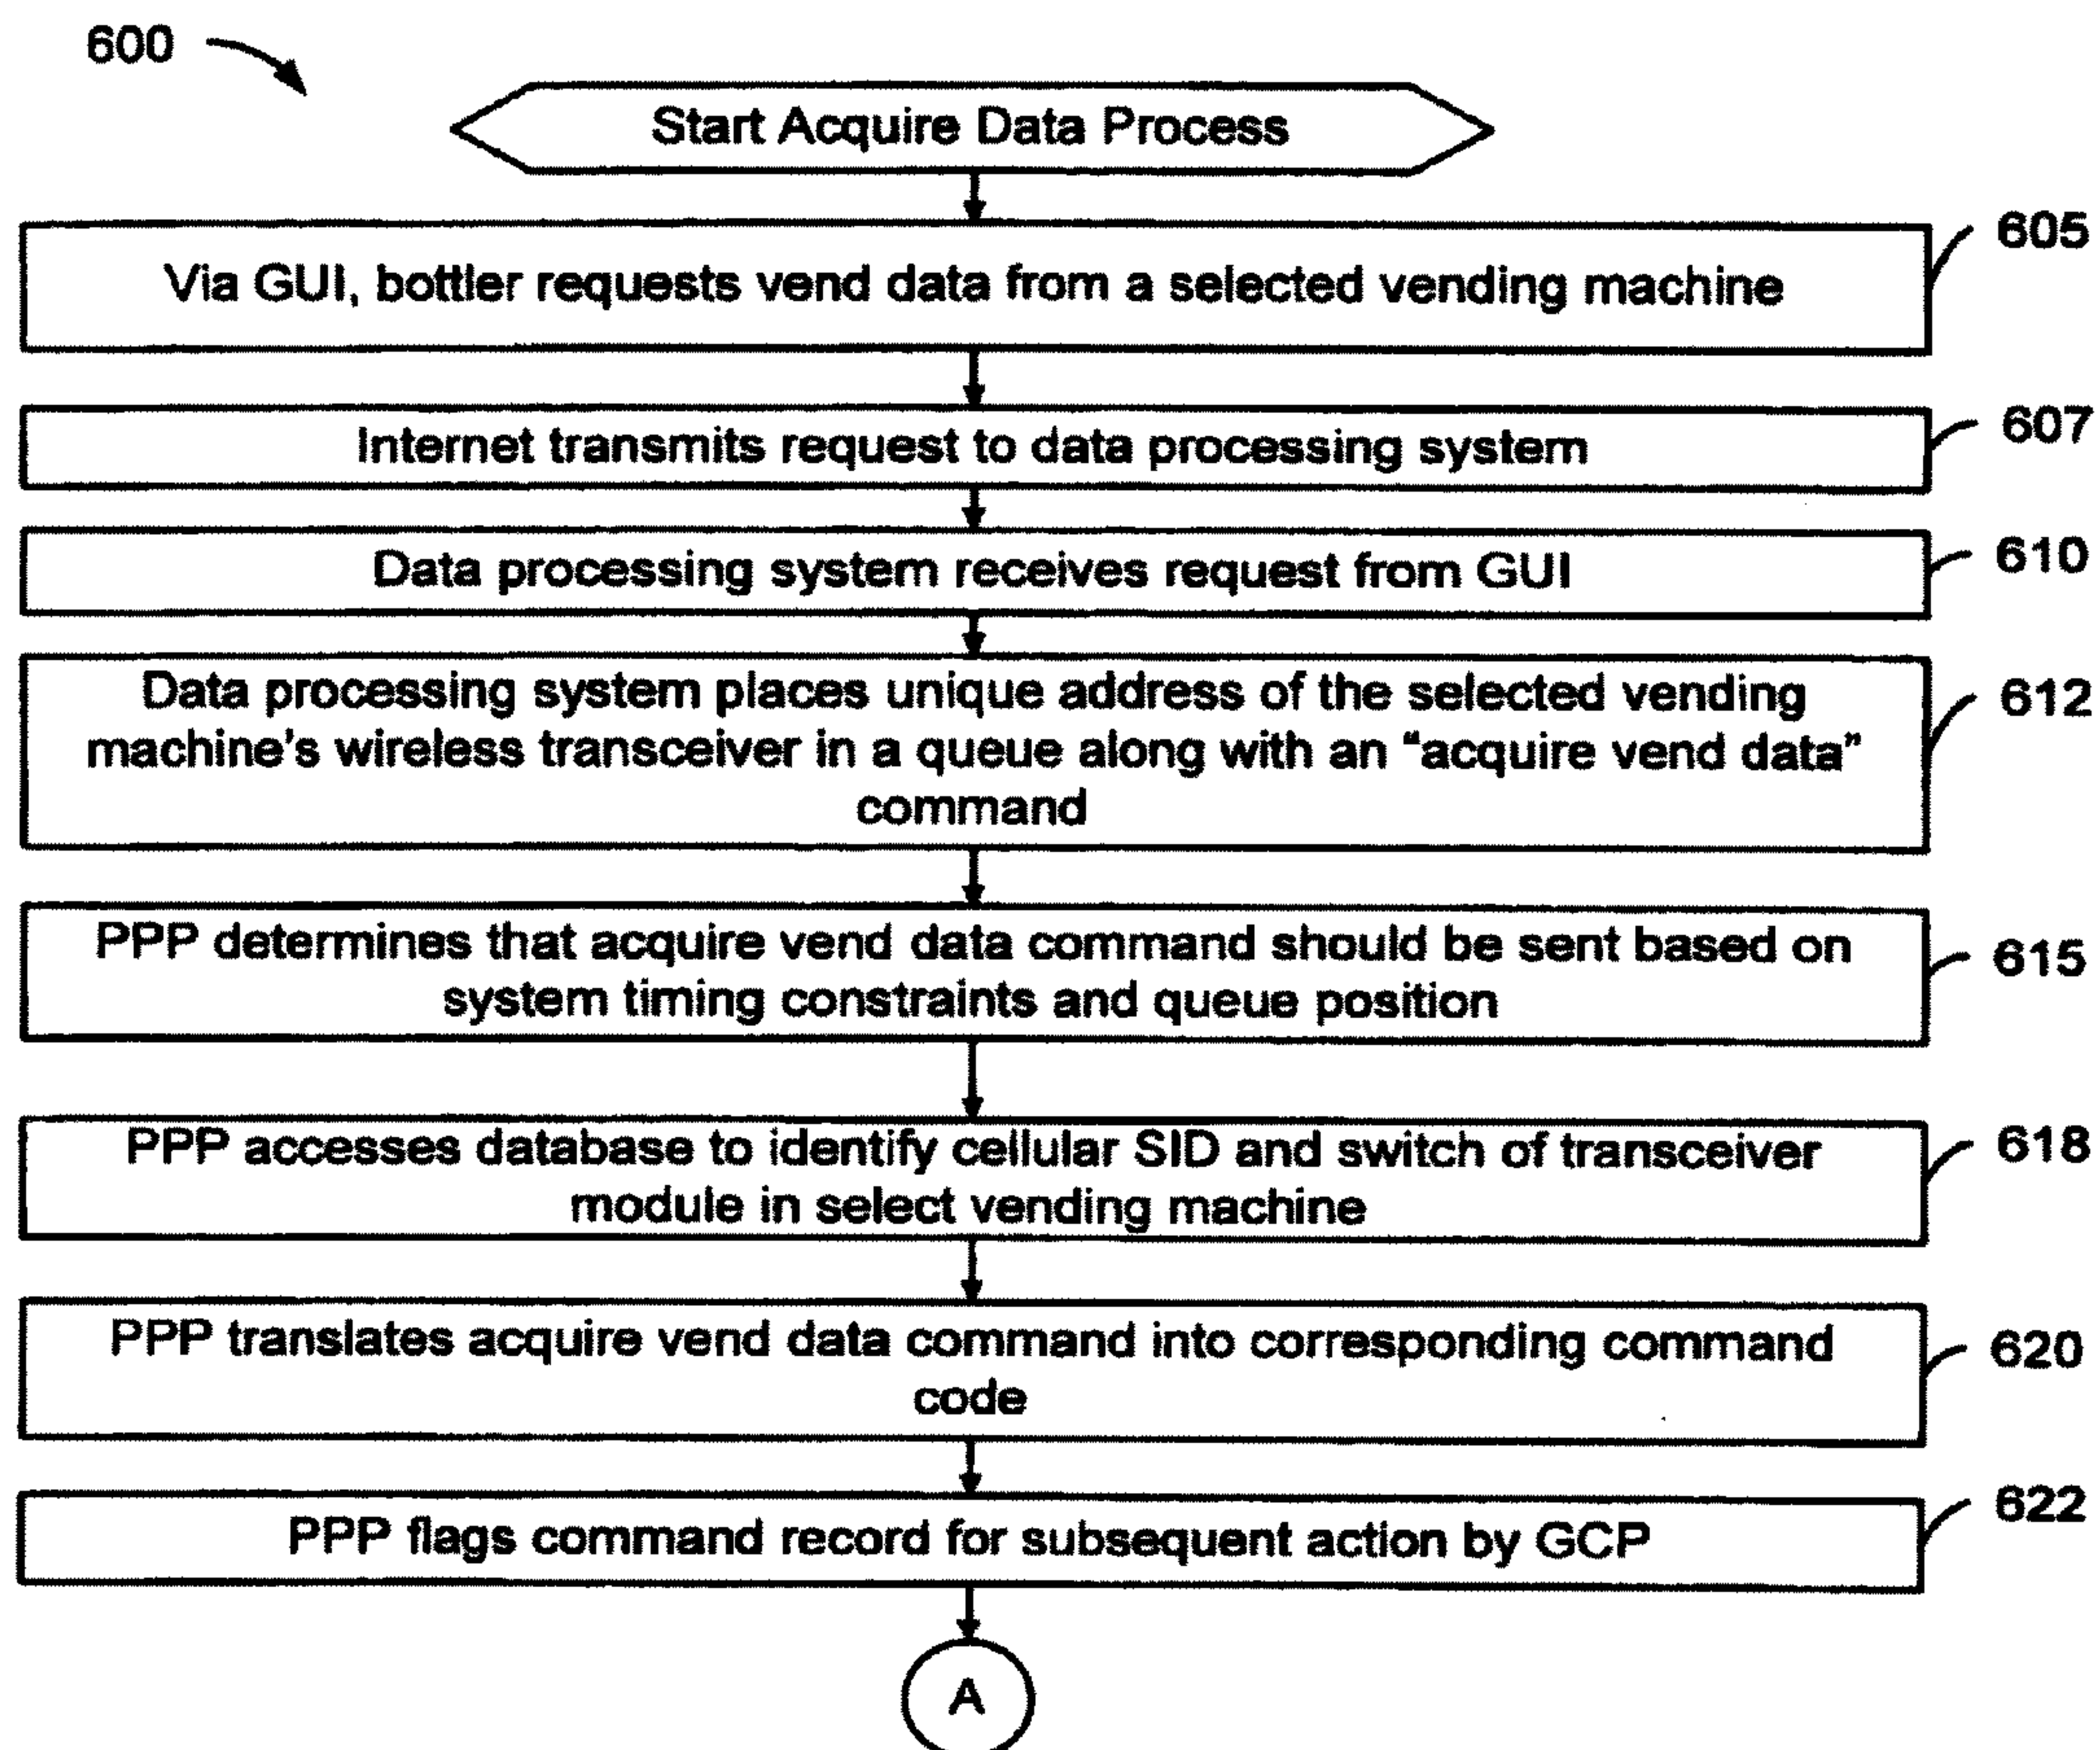 600
Start Acquire Data Process
605
Via GUI, bottler requests vend data from a selected vending machine
607
Internet transmits request to data processing system
610
Data processing system receives request from GUI
612
Data processing system places unique address of the selected vending
machine's wireless transceiver in a queue along with an “acquire vend data”
command
615
PPP determines that acquire vend data command should be sent based on
system timing constraints and queue position
618
PPP accesses database to identify cellular SID and switch of transceiver
module in select vending machine
620
PPP translates acquire vend data command into corresponding command
code
622
PPP flags command record for subsequent action by GCP
A